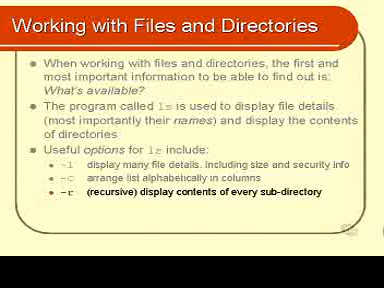 Working with Files and Directories
When working with files and directories, the first and
most important information to be able to find out is:
What's available?
The program called ls is used to display file details
(most importantly their names) and display the contents
of directories
Useful options for ls include:
-l display many file details. Including size and security info
-C arrange list alphabetically in columns
-r (recursive) display contents of every sub-directory